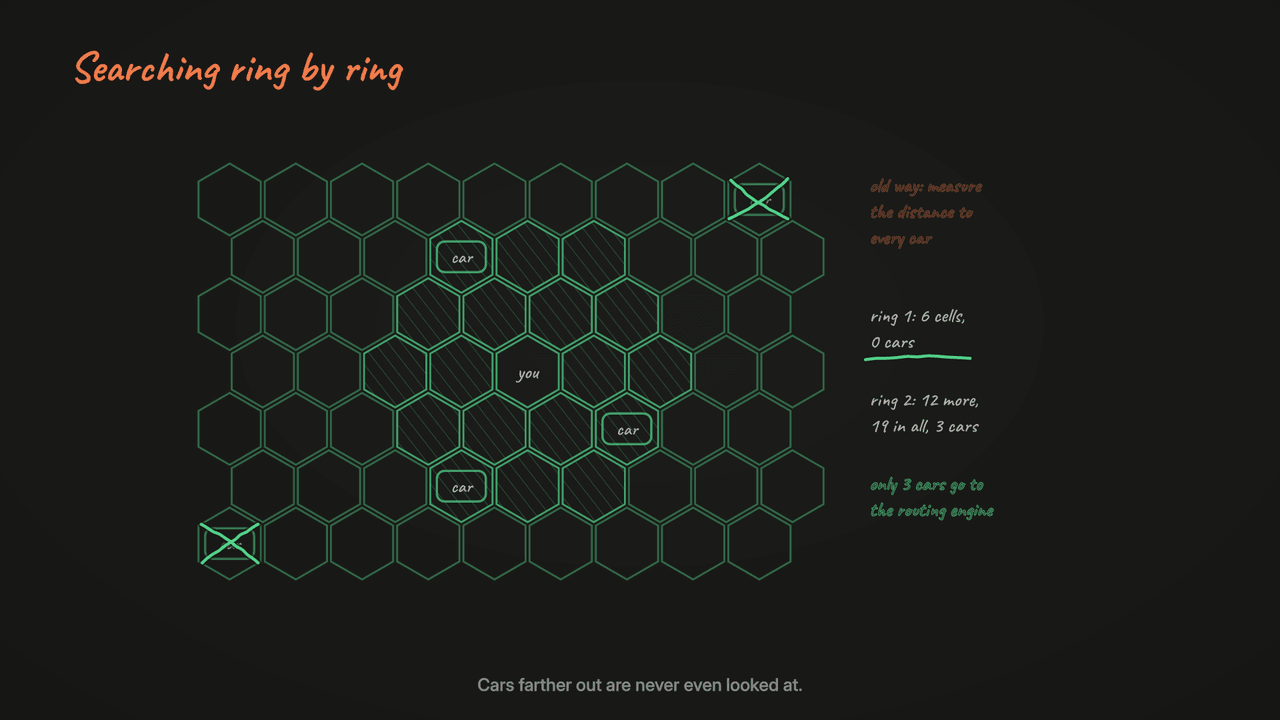 Searching ring by ring
old way: measure
the distance to
every car
car
ring 1: 6 cells,
0 cars
you
ring 2: 12 more,
19 in all, 3 cars
car
car
only 3 cars go to
the routing engine
Cars farther out are never even looked at.